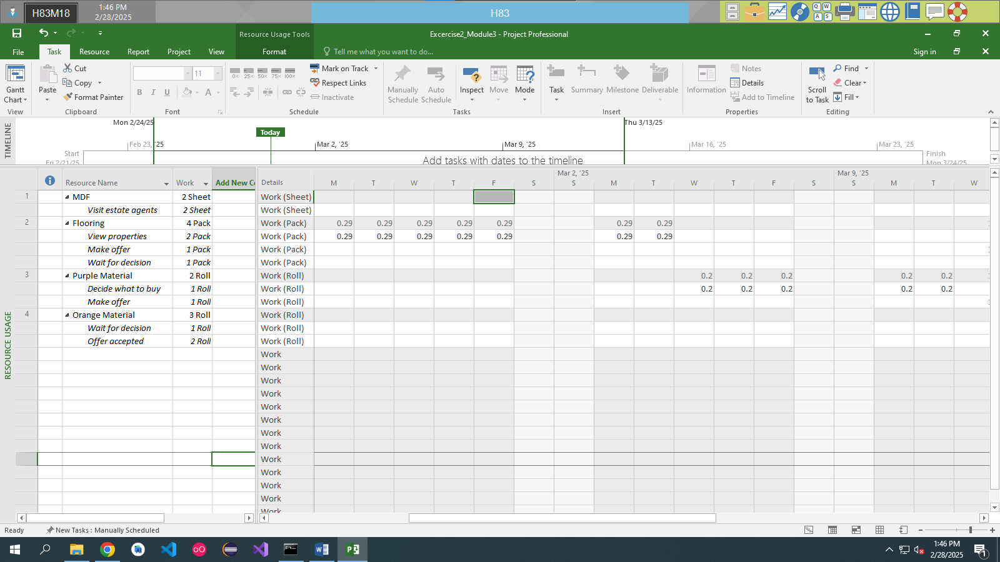 H83M18
1:46 PM
2/28/2025
H83
Q W
A S
Resource Usage Tools
Excercise2_Module3 - Project Professional
File
Task
Resource
Report
Project
View
Format
Tell me what you want to do...
Sign in
Gantt
Chart
View
Paste
Cut
Copy
Format Painter
Clipboard
11
B I U A
Font
0% 25% 50% 75% 100%
Mark on Track
Respect Links
Inactivate
Schedule
Manually
Schedule
Auto
Schedule
Inspect
Move
Mode
Tasks
Task
Summary
Milestone
Deliverable
Insert
Information
Notes
Details
Add to Timeline
Properties
Scroll
to Task
Find
Clear
Fill
Editing
TIMELINE
Mon 2/24/25
Thu 3/13/25
Today
Feb 23, '25
Mar 2, '25
Mar 9, '25
Mar 16, '25
Mar 23, '25
Start
Fri 2/21/25
Add tasks with dates to the timeline
Finish
Mon 3/24/25
RESOURCE USAGE
Resource Name
Work
Add New Co
Details
Mar 2, '25
Mar 9, '25
M T W T F S S M T W T F S S M T W
1 MDF 2 Sheet Work (Sheet)
Visit estate agents 2 Sheet Work (Sheet)
2 Flooring 4 Pack Work (Pack) 0.29 0.29 0.29 0.29 0.29 0.29 0.29
View properties 2 Pack Work (Pack) 0.29 0.29 0.29 0.29 0.29 0.29 0.29
Make offer 1 Pack Work (Pack)
Wait for decision 1 Pack Work (Pack)
3 Purple Material 2 Roll Work (Roll) 0.2 0.2 0.2 0.2 0.2
Decide what to buy 1 Roll Work (Roll) 0.2 0.2 0.2 0.2 0.2
Make offer 1 Roll Work (Roll)
4 Orange Material 3 Roll Work (Roll)
Wait for decision 1 Roll Work (Roll)
Offer accepted 2 Roll Work (Roll)
Work
Work
Work
Work
Work
Work
Work
Work
Work
Work
Work
Work
Work
Ready
New Tasks : Manually Scheduled
1:46 PM
2/28/2025
1